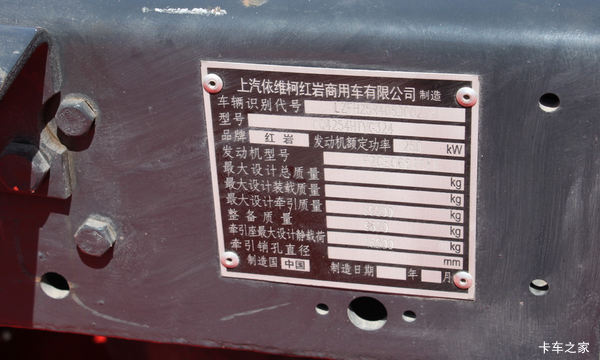 上汽依维柯红岩商用车有限公司 制造
车辆识别代号
型号
品牌 红岩 发动机额定功率 kW
发动机型号
最大设计总质量 kg
最大设计装载质量 kg
最大设计牵引质量 kg
整备质量 kg
牵引座最大设计静载荷 kg
牵引销孔直径 mm
制造国 中国 制造日期 年 月
卡车之家